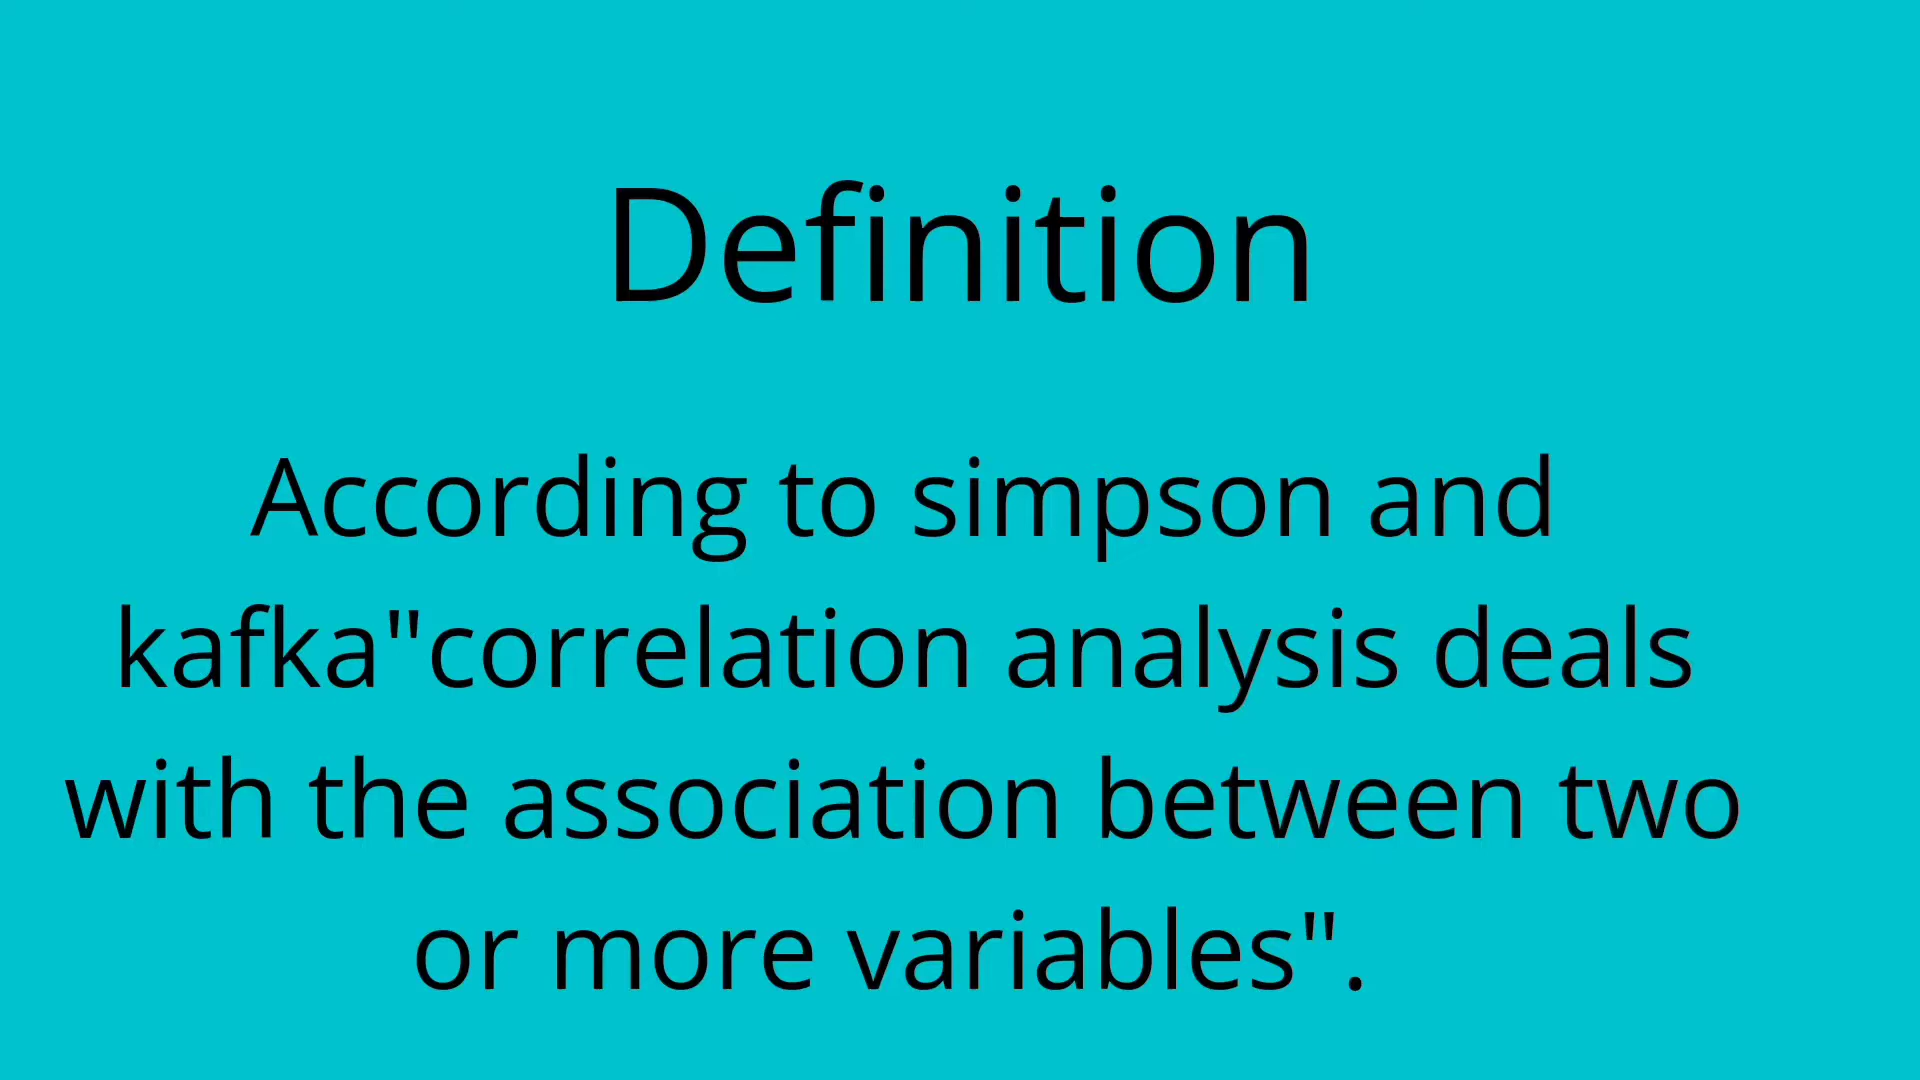 Definition
According to simpson and
kafka"correlation analysis deals
with the association between two
or more variables".